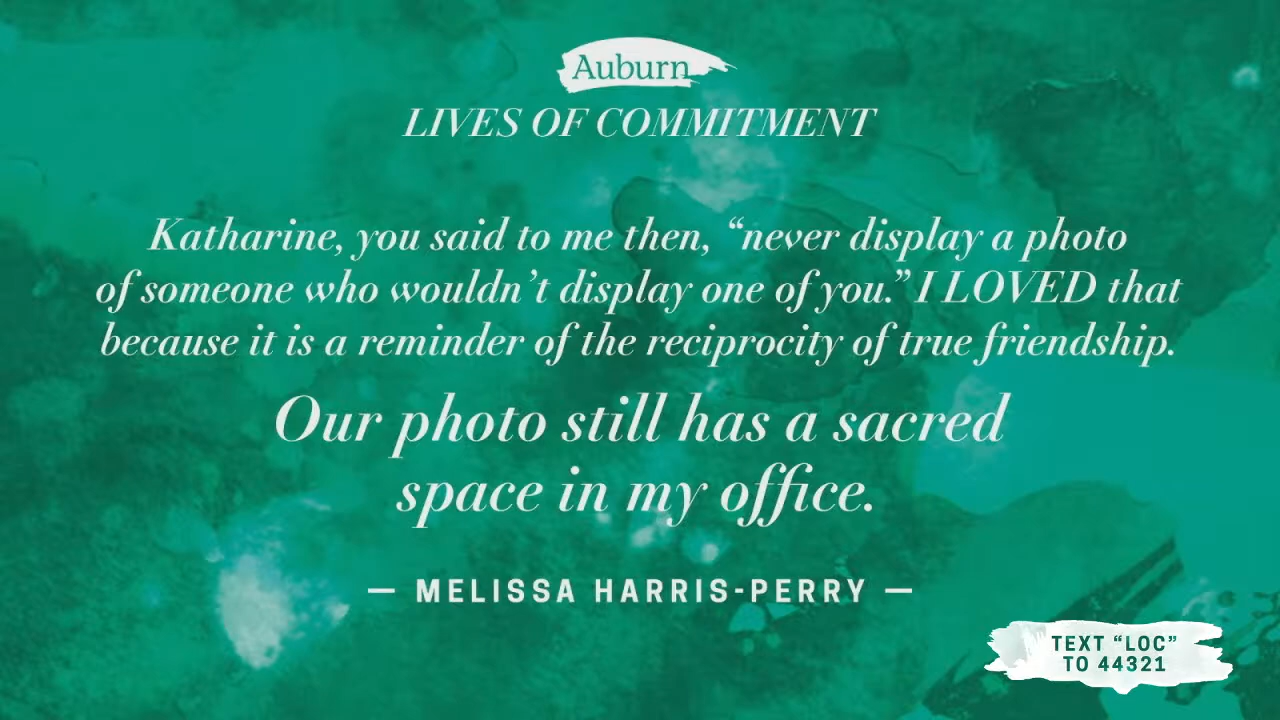 Auburn
LIVES OF COMMITMENT
Katharine, you said to me then, “never display a photo
of someone who wouldn’t display one of you.” I LOVED that
because it is a reminder of the reciprocity of true friendship.
Our photo still has a sacred
space in my office.
— MELISSA HARRIS-PERRY —
TEXT “LOC”
TO 44321